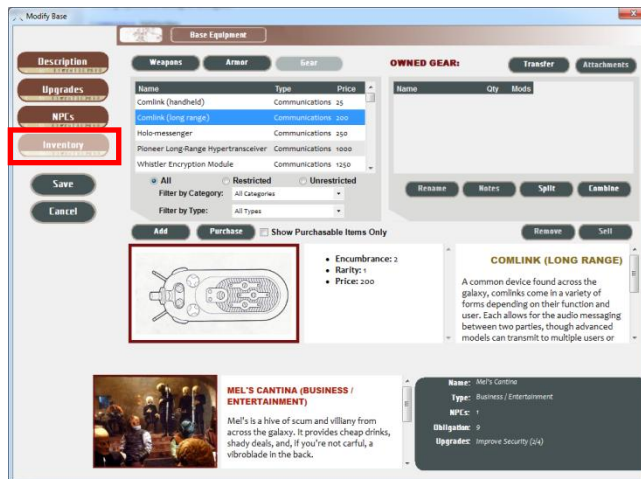 Modify Base
Base Equipment
Description
Upgrades
NPCs
Inventory
Save
Cancel
Weapons Armor Gear
Name Type Price
Comlink (handheld) Communications 25
Comlink (long range) Communications 200
Holo-messenger Communications 250
Pioneer Long-Range Hypertransceiver Communications 1000
Whistler Encryption Module Communications 1250
All Restricted Unrestricted
Filter by Category: All Categories
Filter by Type: All Types
Add Purchase Show Purchasable Items Only
OWNED GEAR: Transfer Attachments
Name Qty Mods
Rename Notes Split Combine
Remove Sell
• Encumbrance: 2
• Rarity: 1
• Price: 200
COMLINK (LONG RANGE)
A common device found across the
galaxy, comlinks come in a variety of
forms depending on their function and
user. Each allows for the audio messaging
between two parties, though advanced
models can transmit to multiple users or
MEL'S CANTINA (BUSINESS /
ENTERTAINMENT)
Mel's is a hive of scum and villiany from
across the galaxy. It provides cheap drinks,
shady deals, and, if you're not carful, a
vibroblade in the back.
Name: Mel's Cantina
Type: Business / Entertainment
NPCs: 1
Obligation: 9
Upgrades: Improve Security (2/4)